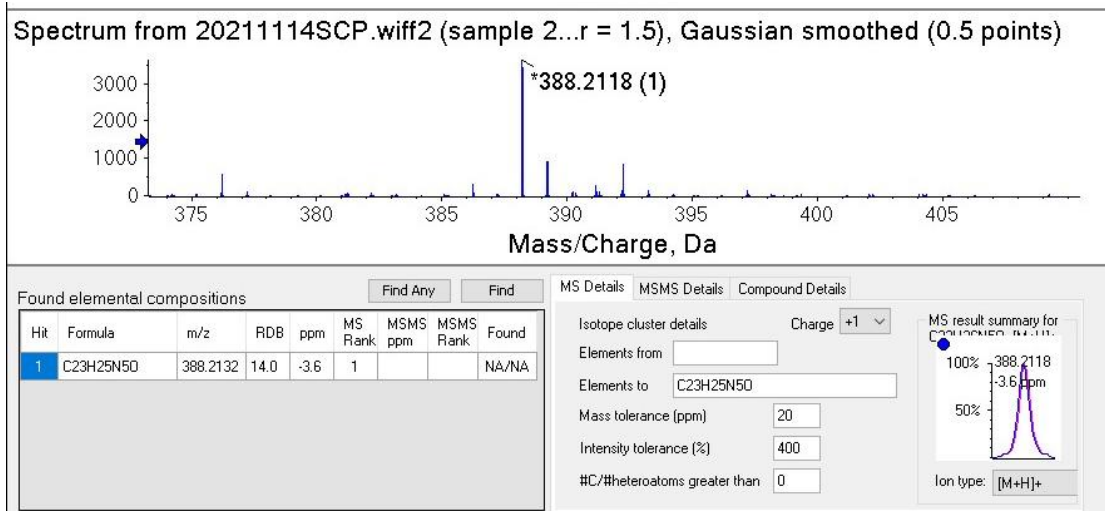 Spectrum from 20211114SCP.wiff2 (sample 2...r = 1.5), Gaussian smoothed (0.5 points)
3000
2000
1000
0
*388.2118 (1)
375 380 385 390 395 400 405
Mass/Charge, Da
Found elemental compositions
Find Any Find
Hit Formula m/z RDB ppm MS Rank MSMS ppm MSMS Rank Found
1 C23H25N5O 388.2132 14.0 -3.6 1 NA/NA
MS Details MSMS Details Compound Details
Isotope cluster details Charge +1
Elements from
Elements to C23H25N5O
Mass tolerance (ppm) 20
Intensity tolerance (%) 400
#C/#heteroatoms greater than 0
MS result summary for
C23H25N5O [M+H]+
100% 388.2118
-3.6 ppm
50%
Ion type: [M+H]+